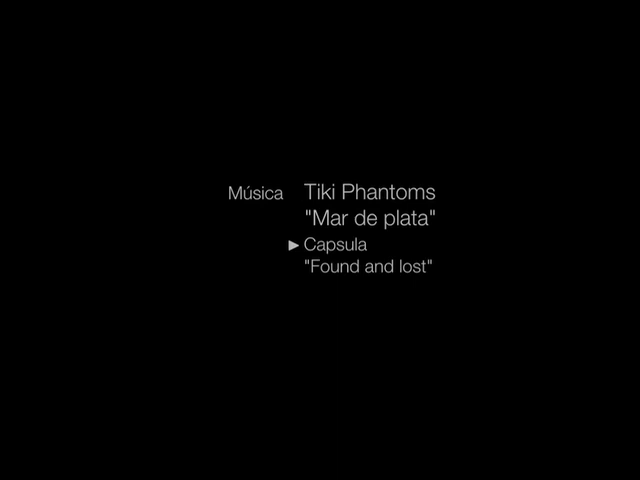 Música Tiki Phantoms
"Mar de plata"
▶ Capsula
"Found and lost"